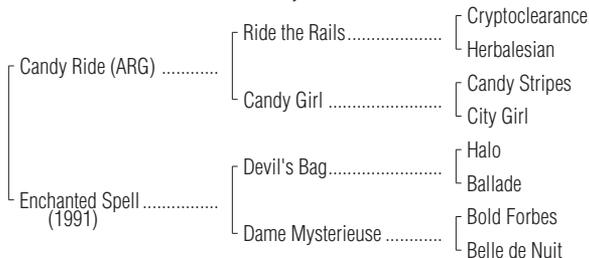 Cryptoclearance
Ride the Rails....................
Herbalesian
Candy Ride (ARG) ............
Candy Stripes
Candy Girl ........................
City Girl
Halo
Devil's Bag........................
Ballade
Enchanted Spell................
(1991)
Bold Forbes
Dame Mysterieuse ............
Belle de Nuit